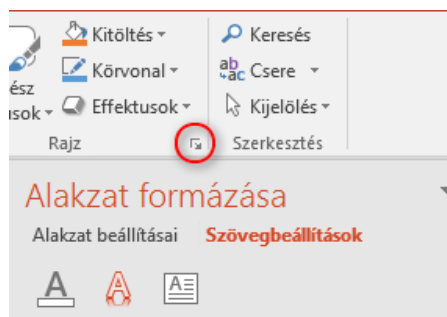 Kitöltés Keresés
Körvonal Csere
Effektusok Kijelölés
Rajz Szerkesztés
Alakzat formázása
Alakzat beállításai Szövegbeállítások